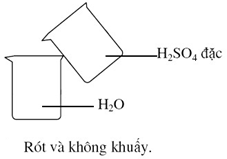 H₂SO₄ đặc
H₂O
Rót và không khuấy.